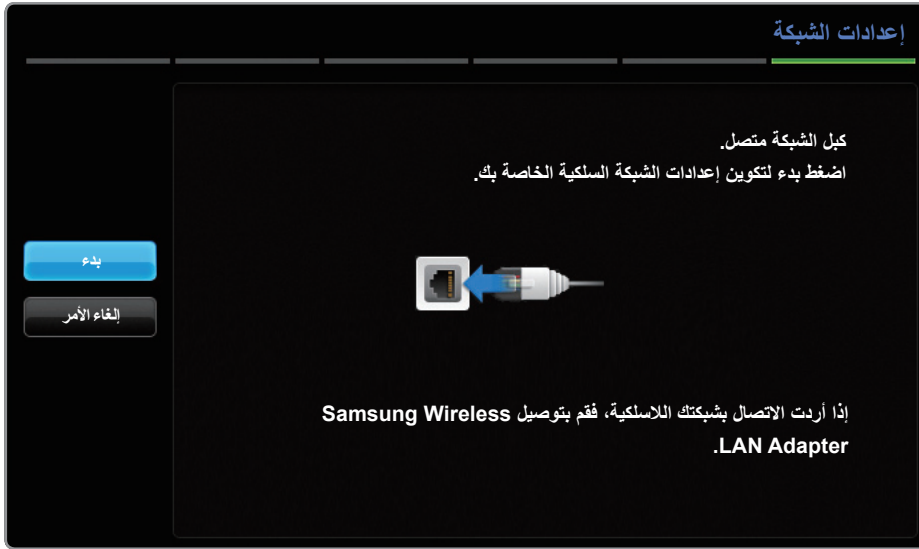 إعدادات الشبكة
كبل الشبكة متصل.
اضغط بدء لتكوين إعدادات الشبكة السلكية الخاصة بك.
بدء
إلغاء الأمر
إذا أردت الاتصال بشبكتك اللاسلكية، فقم بتوصيل Samsung Wireless
LAN Adapter.